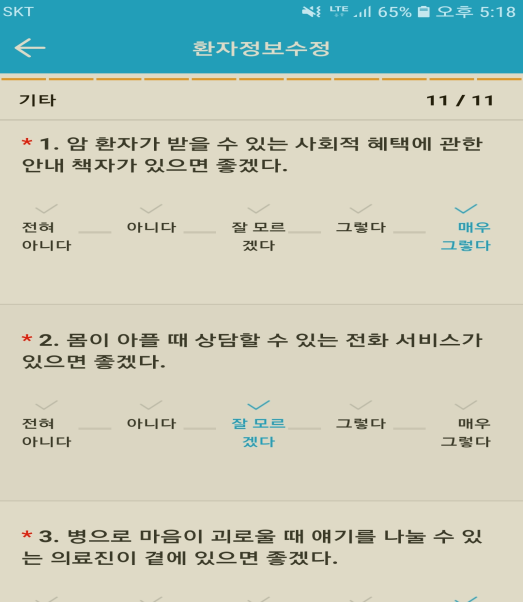 SKT LTE 65% 오후 5:18
환자정보수정
기타 11 / 11
* 1. 암 환자가 받을 수 있는 사회적 혜택에 관한
안내 책자가 있으면 좋겠다.
전혀 아니다 잘 모르 그렇다 매우
아니다 겠다 그렇다
* 2. 몸이 아플 때 상담할 수 있는 전화 서비스가
있으면 좋겠다.
전혀 아니다 잘 모르 그렇다 매우
아니다 겠다 그렇다
* 3. 병으로 마음이 괴로울 때 얘기를 나눌 수 있
는 의료진이 곁에 있으면 좋겠다.